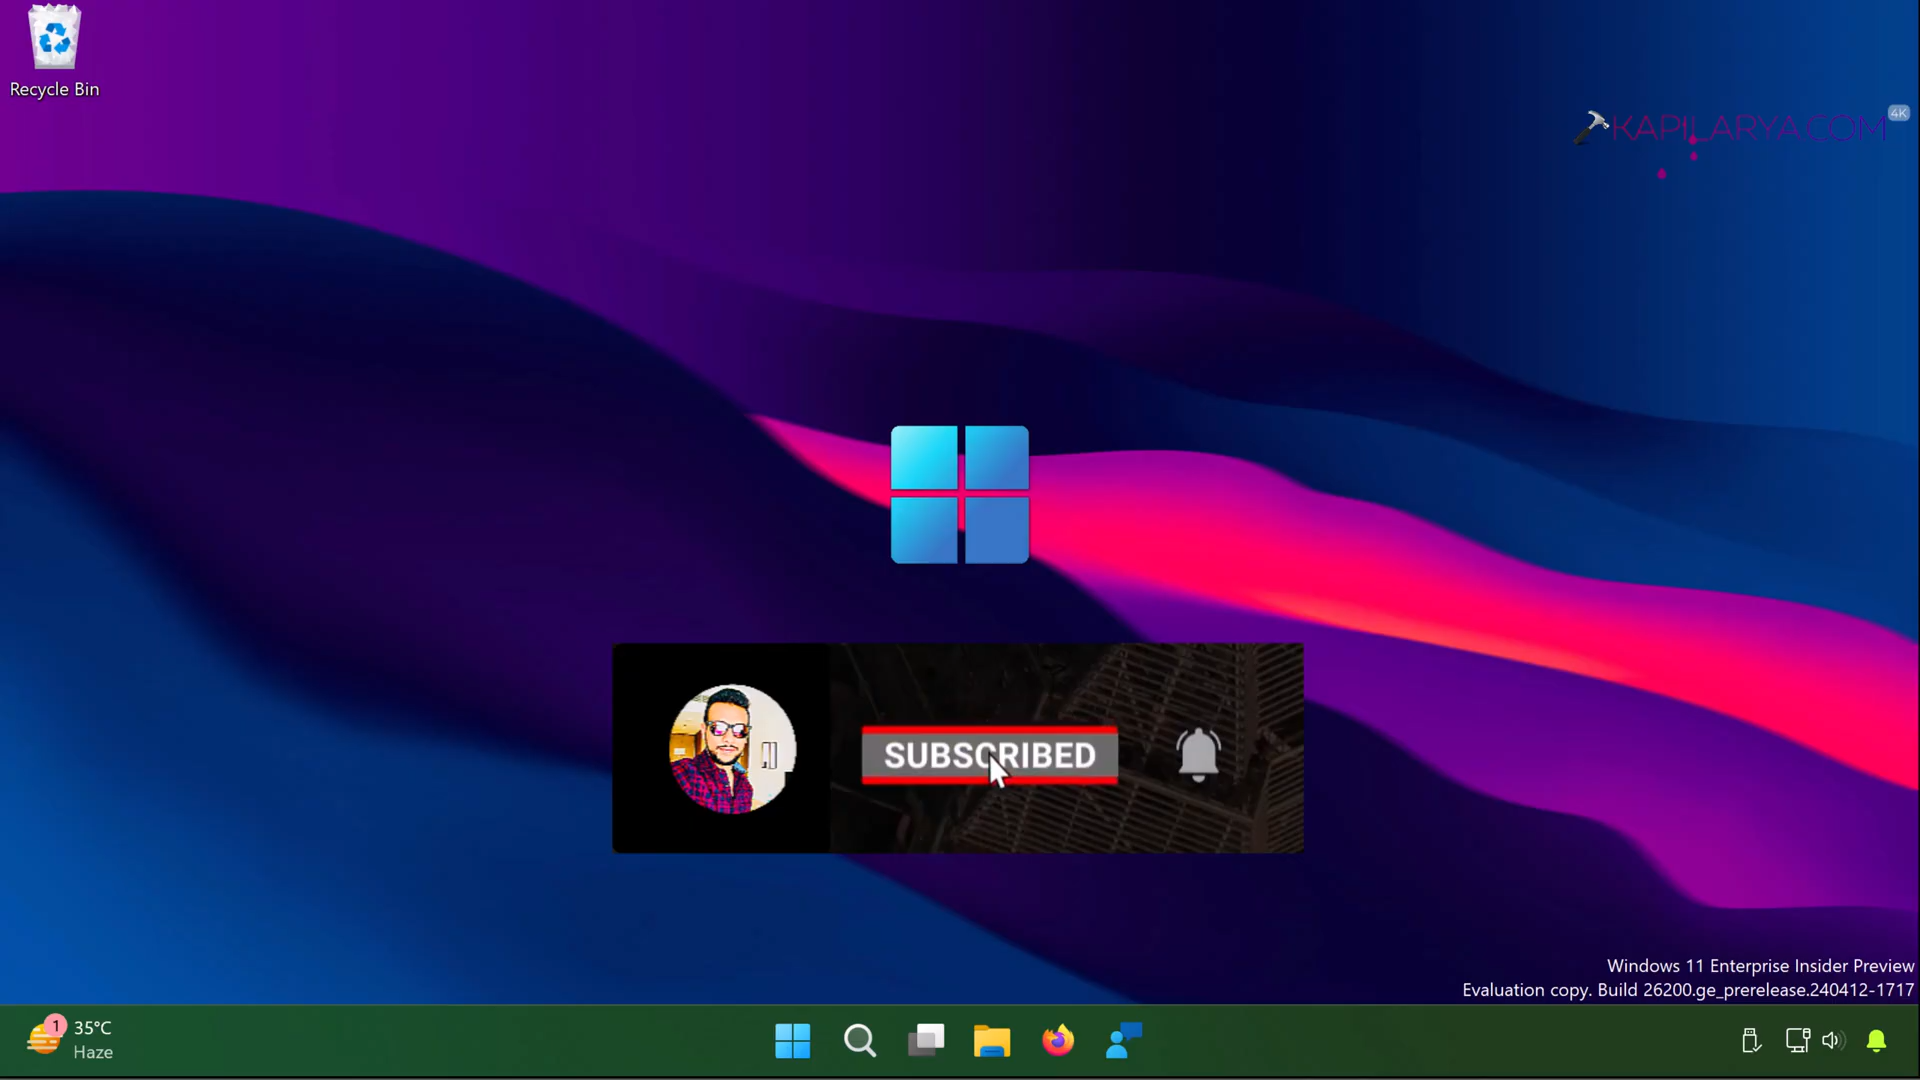 Recycle Bin
KAPILARYA.COM
4K
SUBSCRIBED
Windows 11 Enterprise Insider Preview
Evaluation copy. Build 26200.ge_prerelease.240412-1717
1
35°C
Haze